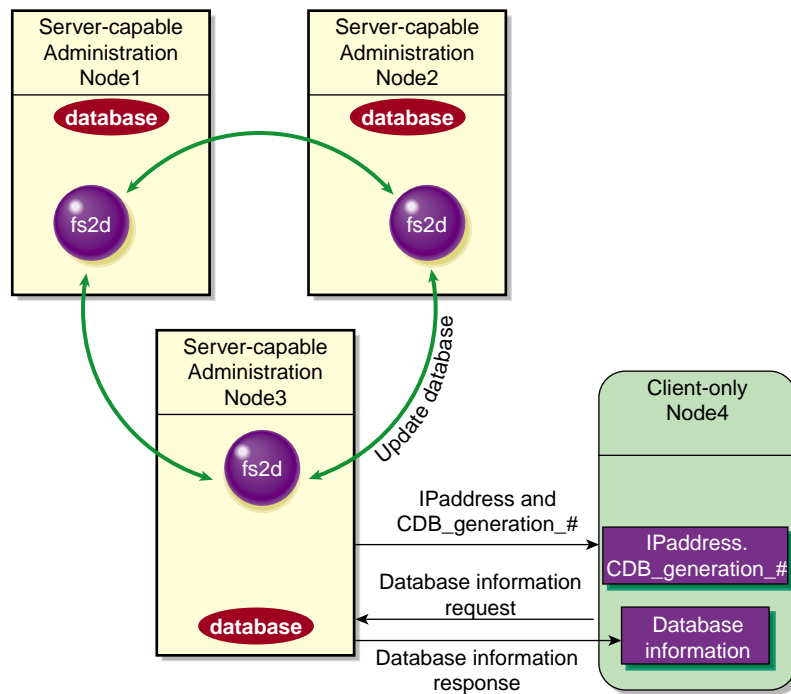 Server-capable
Administration
Node1
database
fs2d
Server-capable
Administration
Node2
database
fs2d
Server-capable
Administration
Node3
fs2d
database
Update database
IPaddress and
CDB_generation_#
Database information
request
Database information
response
Client-only
Node4
IPaddress.
CDB_generation_#
Database
information